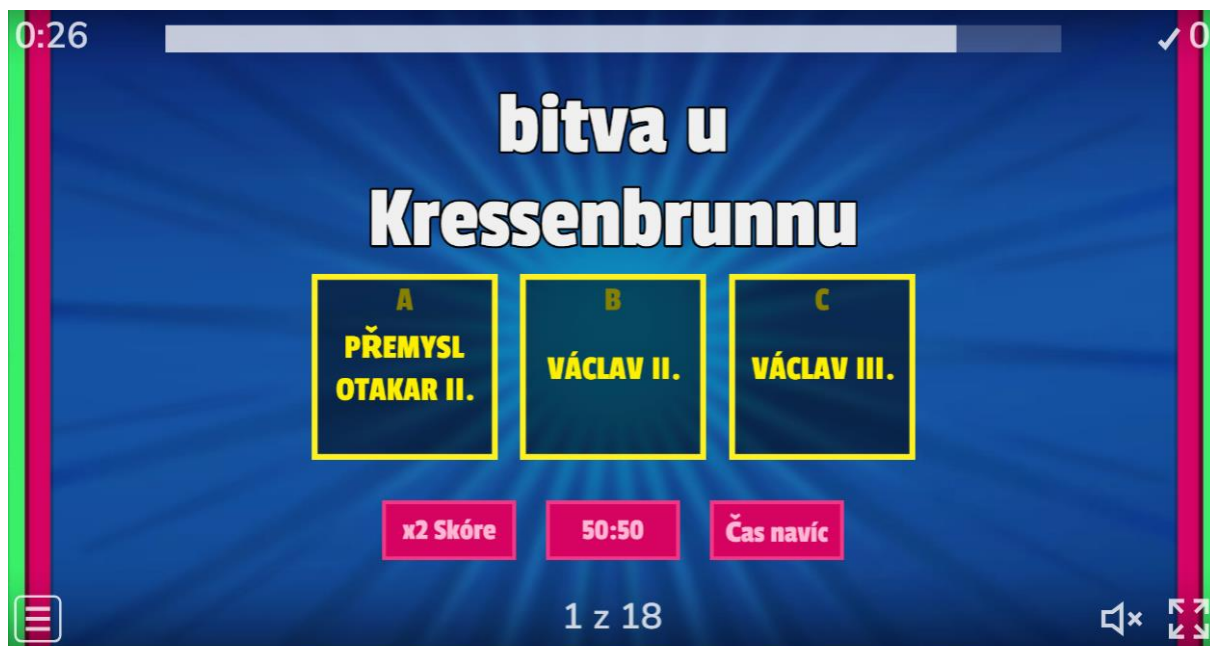 0:26
✓ 0
bitva u
Kressenbrunnu
A
PŘEMYSL
OTAKAR II.
B
VÁCLAV II.
C
VÁCLAV III.
x2 Skóre
50:50
Čas navíc
1 z 18